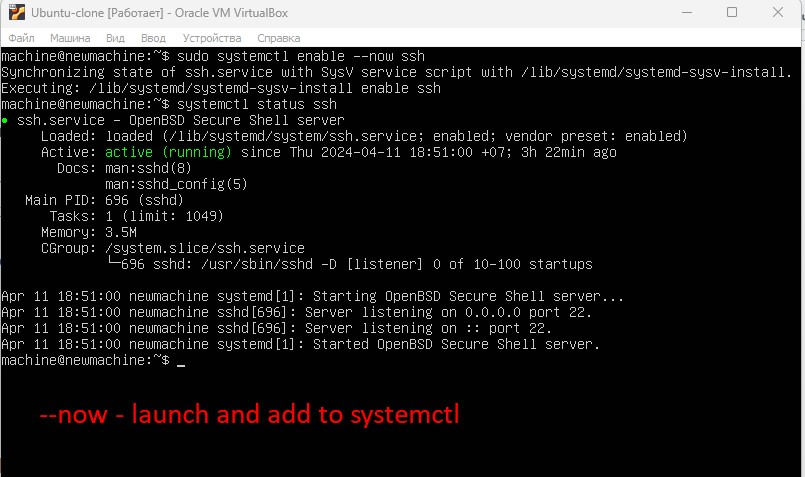 Ubuntu-clone [Работает] - Oracle VM VirtualBox
Файл Машина Вид Ввод Устройства Справка
machine@newmachine:~$ sudo systemctl enable --now ssh
Synchronizing state of ssh.service with SysV service script with /lib/systemd/systemd-sysv-install.
Executing: /lib/systemd/systemd-sysv-install enable ssh
machine@newmachine:~$ systemctl status ssh
● ssh.service - OpenBSD Secure Shell server
Loaded: loaded (/lib/systemd/system/ssh.service; enabled; vendor preset: enabled)
Active: active (running) since Thu 2024-04-11 18:51:00 +07; 3h 22min ago
Docs: man:sshd(8)
man:sshd_config(5)
Main PID: 696 (sshd)
Tasks: 1 (limit: 1049)
Memory: 3.5M
CGroup: /system.slice/ssh.service
└─696 sshd: /usr/sbin/sshd -D [listener] 0 of 10-100 startups
Apr 11 18:51:00 newmachine systemd[1]: Starting OpenBSD Secure Shell server...
Apr 11 18:51:00 newmachine sshd[696]: Server listening on 0.0.0.0 port 22.
Apr 11 18:51:00 newmachine sshd[696]: Server listening on :: port 22.
Apr 11 18:51:00 newmachine systemd[1]: Started OpenBSD Secure Shell server.
machine@newmachine:~$ _
--now - launch and add to systemctl